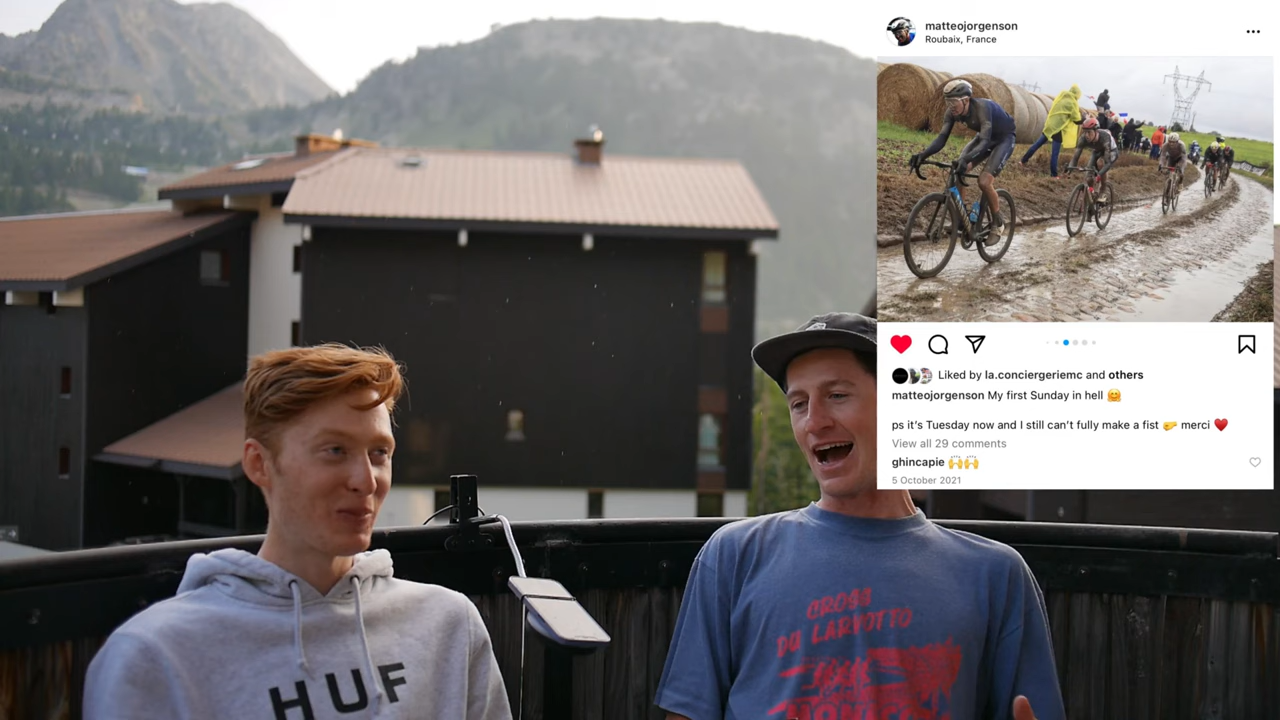 matteojorgenson
Roubaix, France
Liked by la.conciergeriemc and others
matteojorgenson My first Sunday in hell 🤗
ps it's Tuesday now and I still can't fully make a fist 🤛 merci ♥️
View all 29 comments
ghincapie 🙌🙌
5 October 2021
HUF
CROSS
DU LARVOTTO